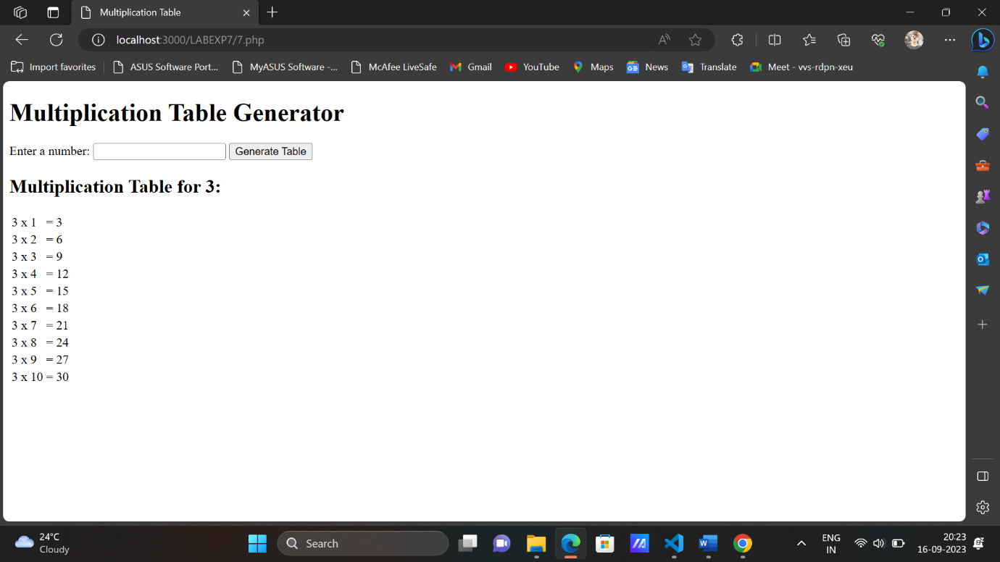 Multiplication Table
localhost:3000/LABEXP7/7.php
Import favorites ASUS Software Port... MyASUS Software -... McAfee LiveSafe Gmail YouTube Maps News Translate Meet - vvs-rdpn-xeu
Multiplication Table Generator
Enter a number: Generate Table
Multiplication Table for 3:
3 x 1 = 3
3 x 2 = 6
3 x 3 = 9
3 x 4 = 12
3 x 5 = 15
3 x 6 = 18
3 x 7 = 21
3 x 8 = 24
3 x 9 = 27
3 x 10 = 30
24°C
Cloudy
Search
ENG
IN
20:23
16-09-2023